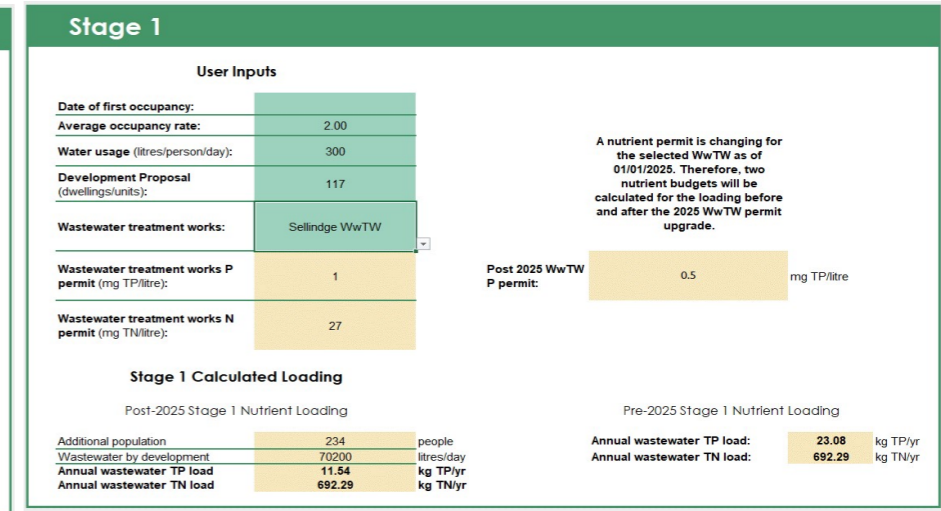 Stage 1
User Inputs
Date of first occupancy:
Average occupancy rate: 2.00
Water usage (litres/person/day): 300
Development Proposal
(dwellings/units): 117
Wastewater treatment works: Sellindge WwTW
Wastewater treatment works P
permit (mg TP/litre): 1
Wastewater treatment works N
permit (mg TN/litre): 27
A nutrient permit is changing for
the selected WwTW as of
01/01/2025. Therefore, two
nutrient budgets will be
calculated for the loading before
and after the 2025 WwTW permit
upgrade.
Post 2025 WwTW
P permit: 0.5 mg TP/litre
Stage 1 Calculated Loading
Post-2025 Stage 1 Nutrient Loading
Additional population 234 people
Wastewater by development 70200 litres/day
Annual wastewater TP load 11.54 kg TP/yr
Annual wastewater TN load 692.29 kg TN/yr
Pre-2025 Stage 1 Nutrient Loading
Annual wastewater TP load: 23.08 kg TP/yr
Annual wastewater TN load: 692.29 kg TN/yr